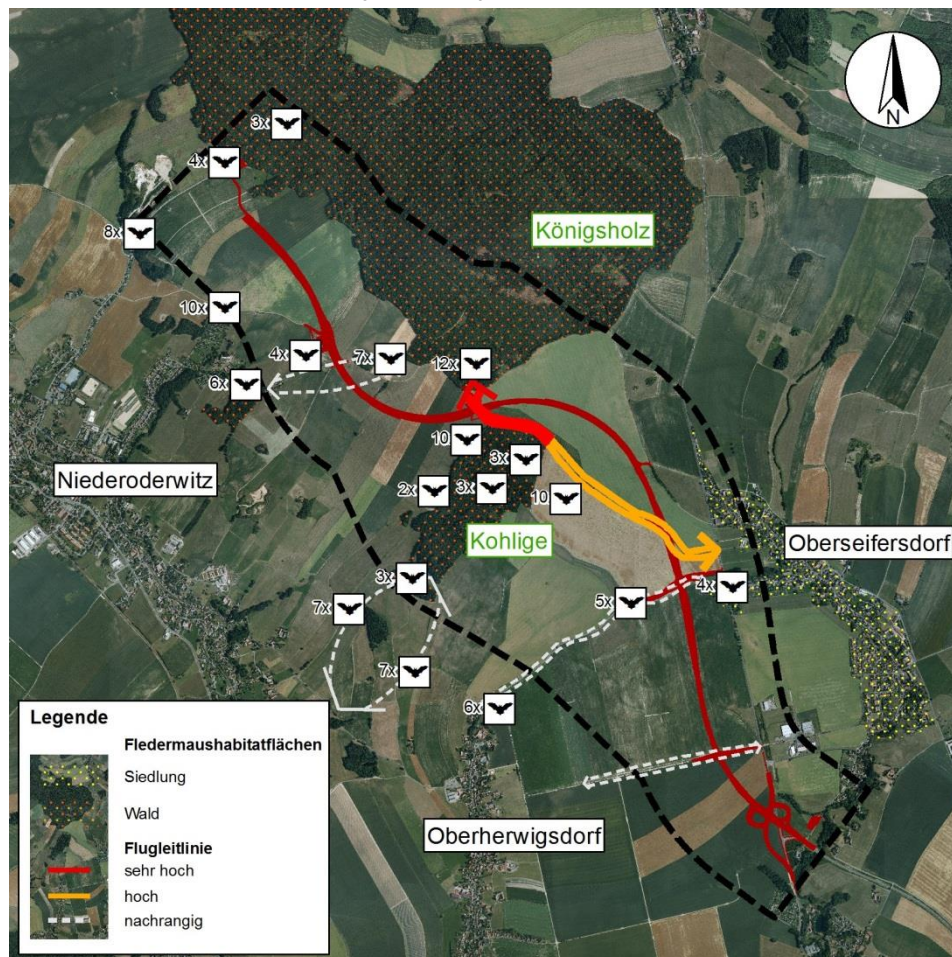 N
3x
4x
Königsholz
8x
10x
4x
7x
12x
6x
10
3x
Niederoderwitz
2x
3x
10
Kohlige
Oberseifersdorf
3x
4x
7x
5x
7x
6x
Oberherwigsdorf
Legende
Fledermaushabitatflächen
Siedlung
Wald
Flugleitlinie
sehr hoch
hoch
nachrangig